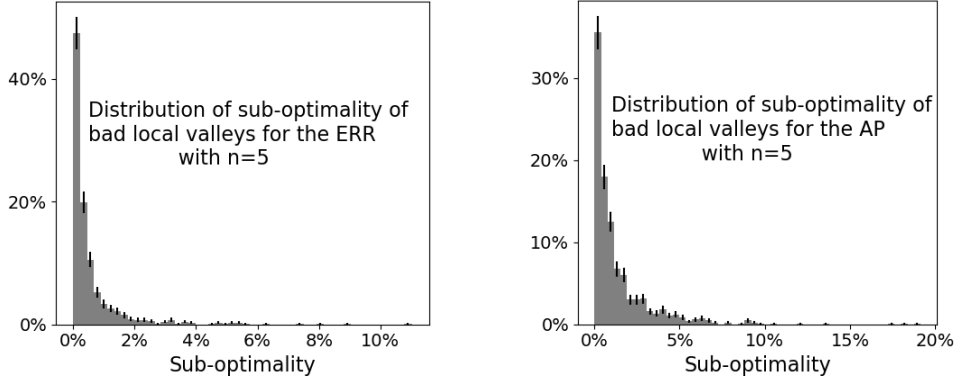 40%
20%
0%
Distribution of sub-optimality of
bad local valleys for the ERR
with n=5
0% 2% 4% 6% 8% 10%
Sub-optimality
30%
20%
10%
0%
Distribution of sub-optimality of
bad local valleys for the AP
with n=5
0% 5% 10% 15% 20%
Sub-optimality